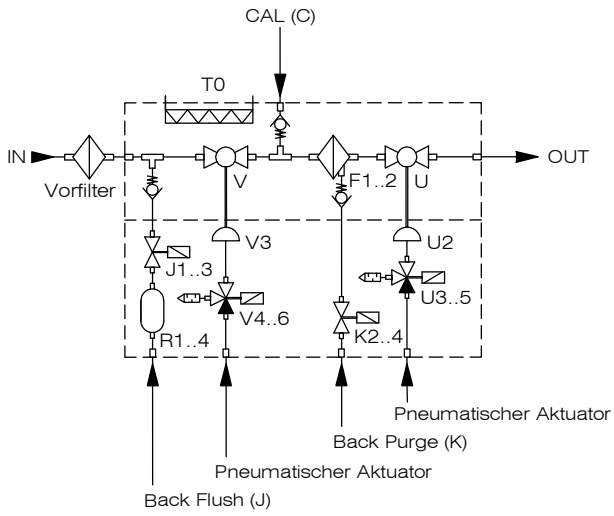 CAL (C)
T0
IN
OUT
Vorfilter
V
F1..2
U
V3
U2
J1..3
U3..5
V4..6
K2..4
R1..4
Pneumatischer Aktuator
Back Purge (K)
Pneumatischer Aktuator
Back Flush (J)